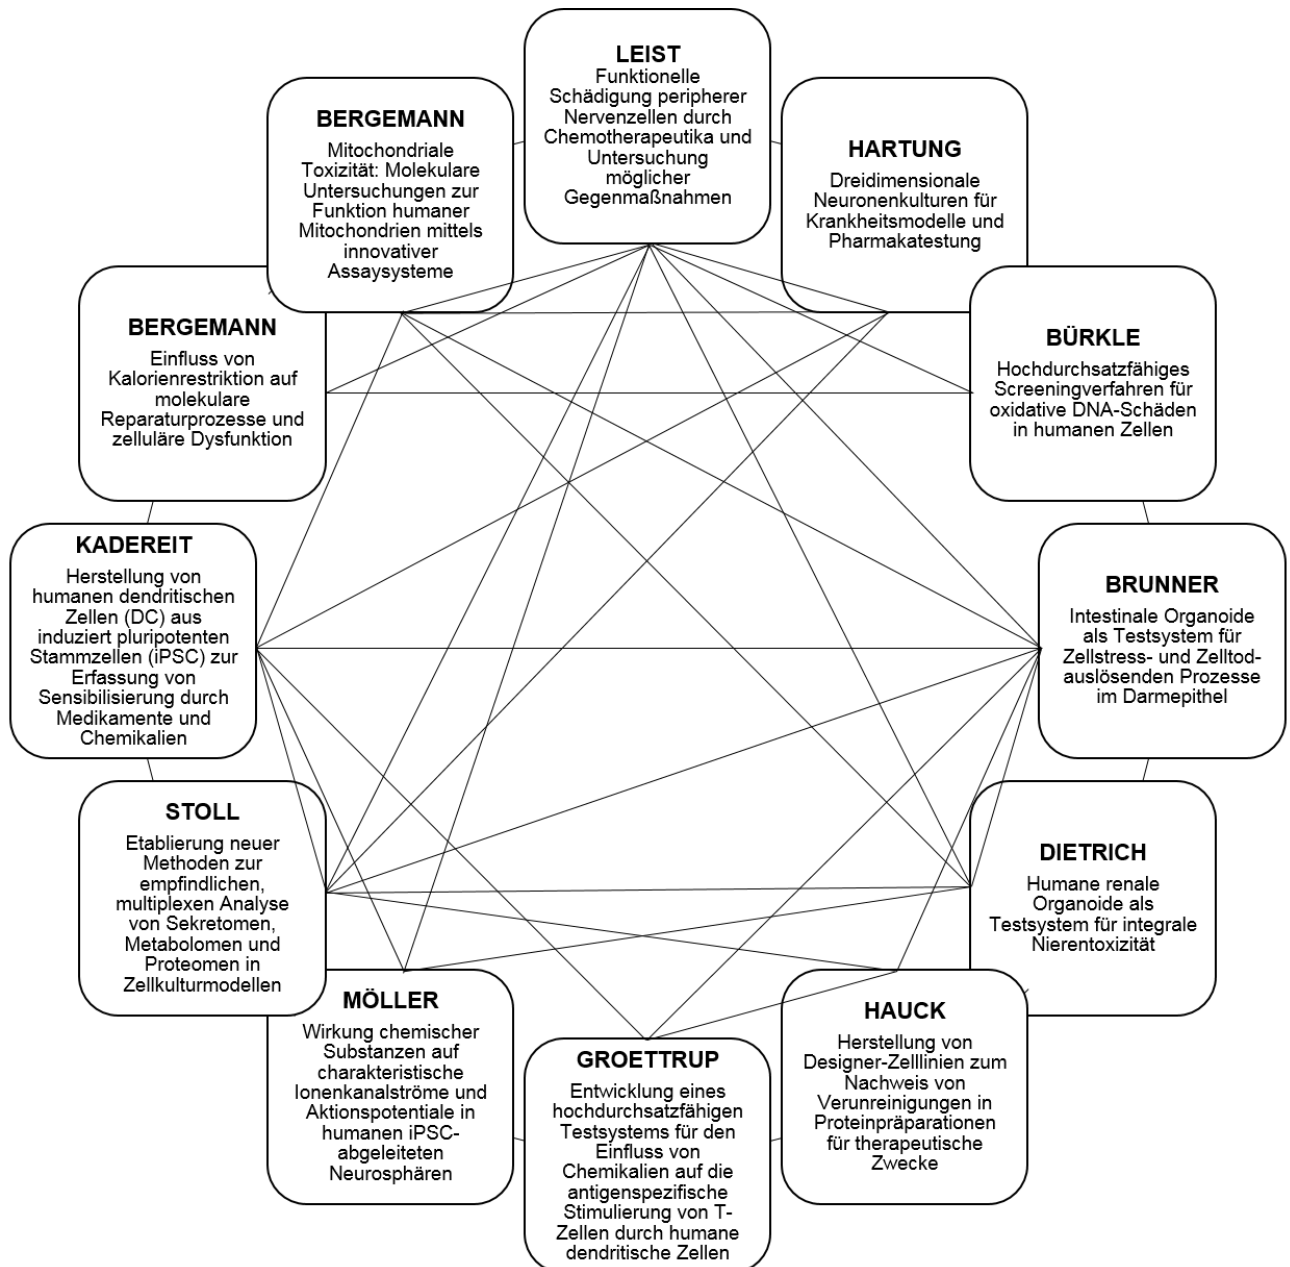 LEIST
Funktionelle
Schädigung peripherer
Nervenzellen durch
Chemotherapeutika und
Untersuchung
möglicher
Gegenmaßnahmen
HARTUNG
Dreidimensionale
Neuronenkulturen für
Krankheitsmodelle und
Pharmakatestung
BÜRKLE
Hochdurchsatzfähiges
Screeningverfahren für
oxidative DNA-Schäden
in humanen Zellen
BRUNNER
Intestinale Organoide
als Testsystem für
Zellstress- und Zelltod-
auslösenden Prozesse
im Darmepithel
DIETRICH
Humane renale
Organoide als
Testsystem für integrale
Nierentoxizität
HAUCK
Herstellung von
Designer-Zelllinien zum
Nachweis von
Verunreinigungen in
Proteinpräparationen
für therapeutische
Zwecke
GROETTRUP
Entwicklung eines
hochdurchsatzfähigen
Testsystems für den
Einfluss von
Chemikalien auf die
antigenspezifische
Stimulierung von T-
Zellen durch humane
dendritische Zellen
MÖLLER
Wirkung chemischer
Substanzen auf
charakteristische
Ionenkanalströme und
Aktionspotentiale in
humanen iPSC-
abgeleiteten
Neurosphären
STOLL
Etablierung neuer
Methoden zur
empfindlichen,
multiplexen Analyse
von Sekretomen,
Metabolomen und
Proteomen in
Zellkulturmodellen
KADEREIT
Herstellung von
humanen dendritischen
Zellen (DC) aus
induziert pluripotenten
Stammzellen (iPSC) zur
Erfassung von
Sensibilisierung durch
Medikamente und
Chemikalien
BERGEMANN
Einfluss von
Kalorienrestriktion auf
molekulare
Reparaturprozesse und
zelluläre Dysfunktion
BERGEMANN
Mitochondriale
Toxizität: Molekulare
Untersuchungen zur
Funktion humaner
Mitochondrien mittels
innovativer
Assaysysteme